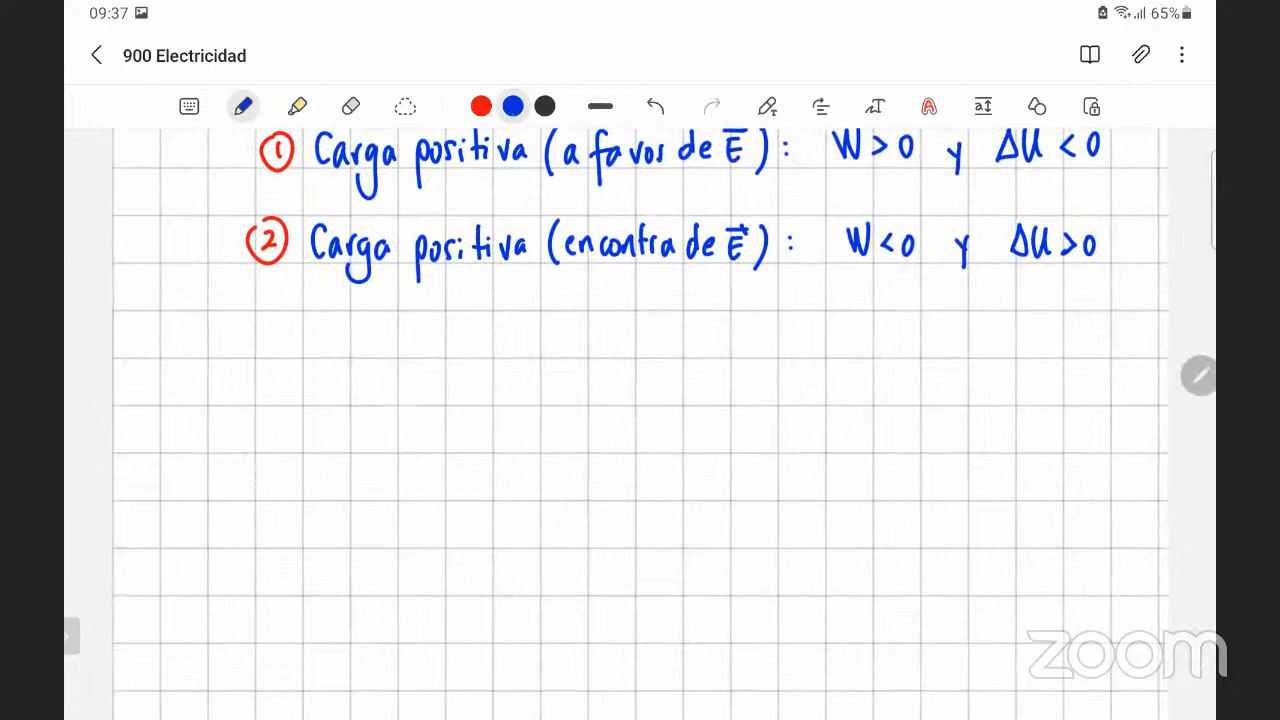 09:37 65%
900 Electricidad
① Carga positiva (a favos de E): W > 0 y ΔU < 0
② Carga positiva (en contra de E⃗): W < 0 y ΔU > 0
zoom